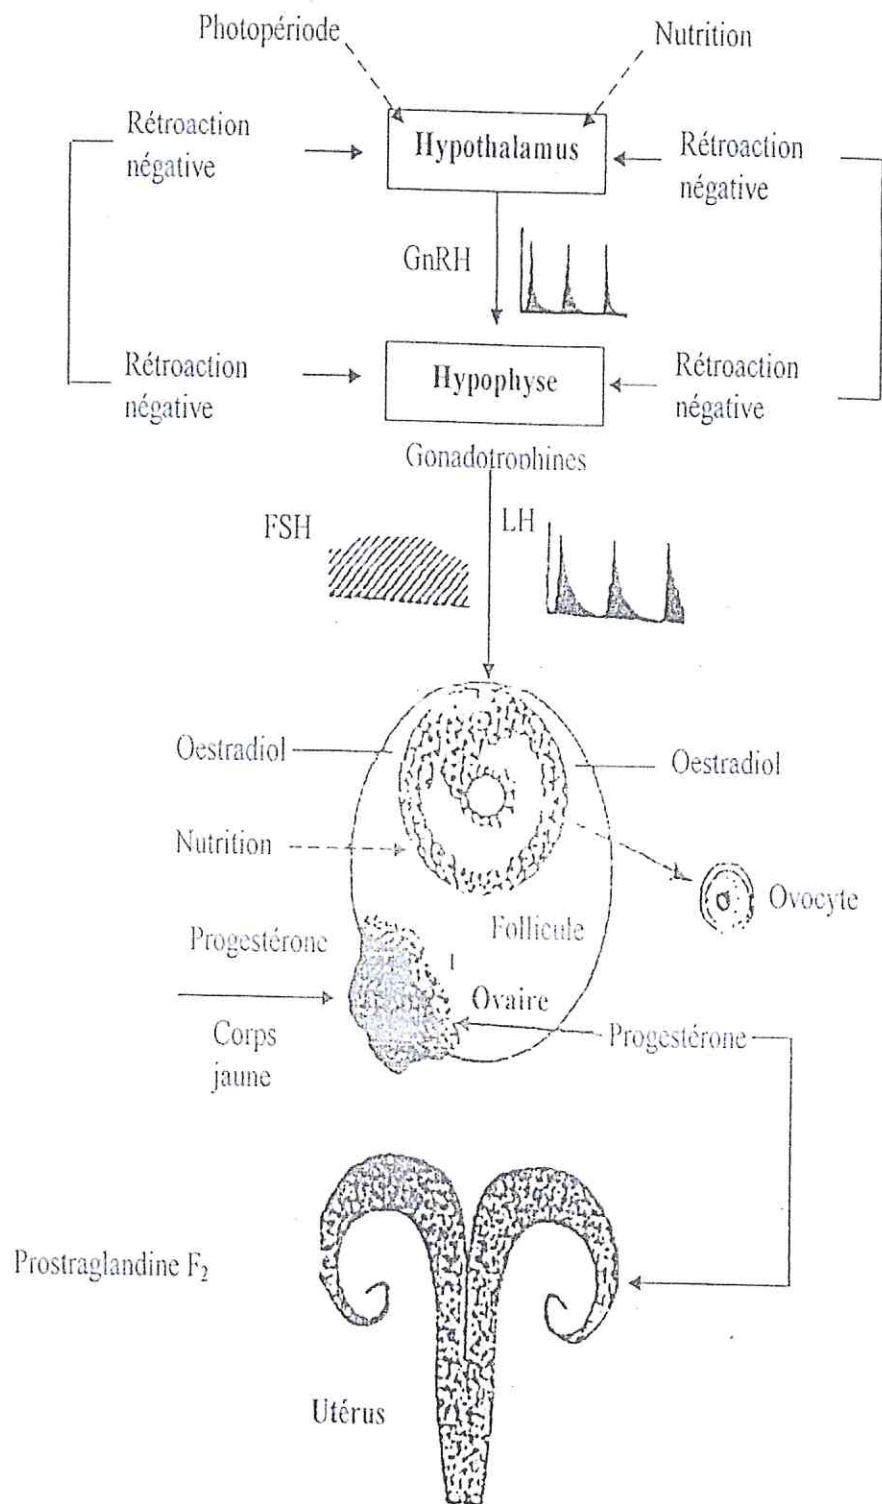 Photopériode
Nutrition
Rétroaction
négative
Hypothalamus
Rétroaction
négative
GnRH
Rétroaction
négative
Hypophyse
Rétroaction
négative
Gonadotrophines
FSH
LH
Oestradiol
Oestradiol
Nutrition
Ovocyte
Follicule
Progestérone
Ovaire
Progestérone
Corps
jaune
Prostraglandine F₂
Utérus